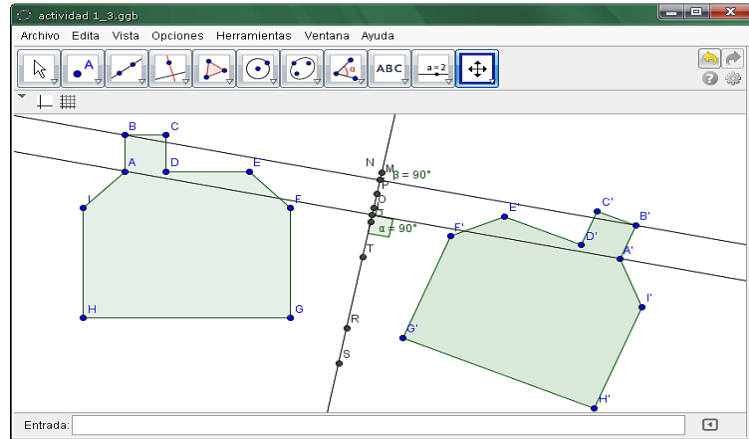 actividad 1_3.ggb
Archivo Edita Vista Opciones Herramientas Ventana Ayuda
A ABC a=2
α
B C
N
M
β = 90°
A D E
P
I F
O
C'
E' B'
α = 90°
F' D'
T A'
I'
H G
R
G'
S
H'
Entrada: